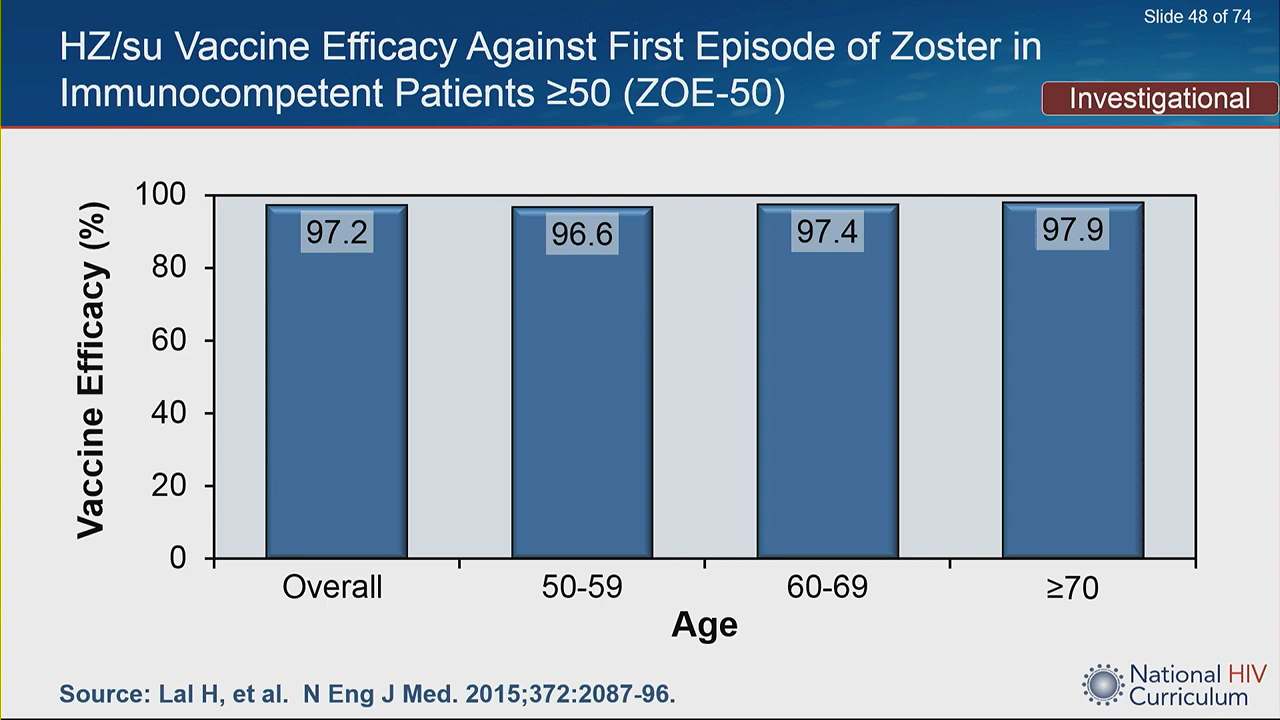 Slide 48 of 74
HZ/su Vaccine Efficacy Against First Episode of Zoster in
Immunocompetent Patients ≥50 (ZOE-50)
Investigational
Vaccine Efficacy (%)
100
80
60
40
20
0
97.2
96.6
97.4
97.9
Overall
50-59
60-69
≥70
Age
Source: Lal H, et al.  N Eng J Med. 2015;372:2087-96.
National HIV
Curriculum